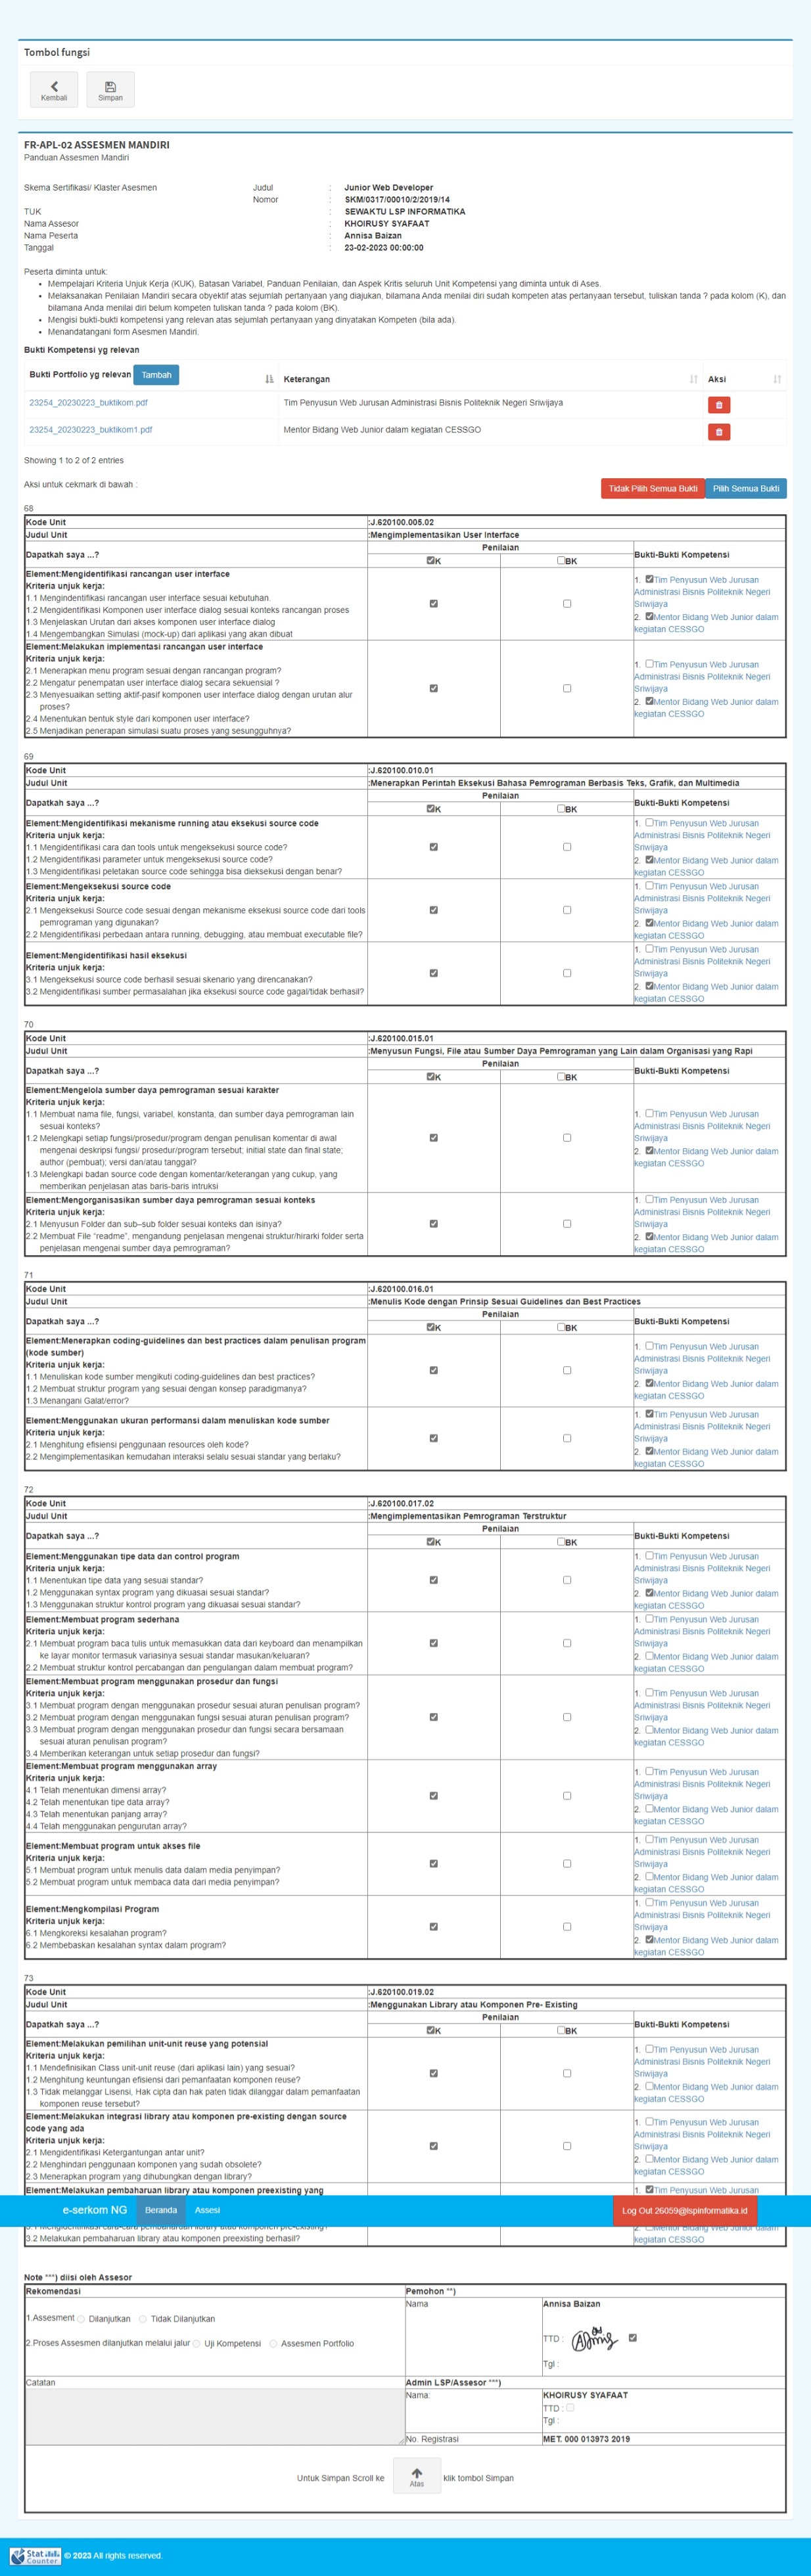 Tombol fungsi
Kembali
Simpan
FR-APL-02 ASSESMEN MANDIRI
Panduan Assesmen Mandiri
Skema Sertifikasi/ Klaster Asesmen Judul : Junior Web Developer
Nomor : SKM/0317/00010/2/2019/14
TUK : SEWAKTU LSP INFORMATIKA
Nama Assesor : KHOIRUSY SYAFAAT
Nama Peserta : Annisa Baizan
Tanggal : 23-02-2023 00:00:00
Peserta diminta untuk:
• Mempelajari Kriteria Unjuk Kerja (KUK), Batasan Variabel, Panduan Penilaian, dan Aspek Kritis seluruh Unit Kompetensi yang diminta untuk di Ases.
• Melaksanakan Penilaian Mandiri secara obyektif atas sejumlah pertanyaan yang diajukan, bilamana Anda menilai diri sudah kompeten atas pertanyaan tersebut, tuliskan tanda ? pada kolom (K), dan
bilamana Anda menilai diri belum kompeten tuliskan tanda ? pada kolom (BK).
• Mengisi bukti-bukti kompetensi yang relevan atas sejumlah pertanyaan yang dinyatakan Kompeten (bila ada).
• Menandatangani form Asesmen Mandiri.
Bukti Kompetensi yg relevan
Bukti Portfolio yg relevan Tambah Keterangan Aksi
23254_20230223_buktikom.pdf Tim Penyusun Web Jurusan Administrasi Bisnis Politeknik Negeri Sriwijaya
23254_20230223_buktikom1.pdf Mentor Bidang Web Junior dalam kegiatan CESSGO
Showing 1 to 2 of 2 entries
Aksi untuk cekmark di bawah :
Tidak Pilih Semua Bukti Pilih Semua Bukti
68
Kode Unit :J.620100.005.02
Judul Unit :Mengimplementasikan User Interface
Dapatkah saya ...? Penilaian Bukti-Bukti Kompetensi
K BK
Element:Mengidentifikasi rancangan user interface
Kriteria unjuk kerja:
1.1 Mengindentifikasi rancangan user interface sesuai kebutuhan.
1.2 Mengidentifikasi Komponen user interface dialog sesuai konteks rancangan proses
1.3 Menjelaskan Urutan dari akses komponen user interface dialog
1.4 Mengembangkan Simulasi (mock-up) dari aplikasi yang akan dibuat
1. Tim Penyusun Web Jurusan
Administrasi Bisnis Politeknik Negeri
Sriwijaya
2. Mentor Bidang Web Junior dalam
kegiatan CESSGO
Element:Melakukan implementasi rancangan user interface
Kriteria unjuk kerja:
2.1 Menerapkan menu program sesuai dengan rancangan program?
2.2 Mengatur penempatan user interface dialog secara sekuensial ?
2.3 Menyesuaikan setting aktif-pasif komponen user interface dialog dengan urutan alur
proses?
2.4 Menentukan bentuk style dari komponen user interface?
2.5 Menjadikan penerapan simulasi suatu proses yang sesungguhnya?
1. Tim Penyusun Web Jurusan
Administrasi Bisnis Politeknik Negeri
Sriwijaya
2. Mentor Bidang Web Junior dalam
kegiatan CESSGO
69
Kode Unit :J.620100.010.01
Judul Unit :Menerapkan Perintah Eksekusi Bahasa Pemrograman Berbasis Teks, Grafik, dan Multimedia
Dapatkah saya ...? Penilaian Bukti-Bukti Kompetensi
K BK
Element:Mengidentifikasi mekanisme running atau eksekusi source code
Kriteria unjuk kerja:
1.1 Mengidentifikasi cara dan tools untuk mengeksekusi source code?
1.2 Mengidentifikasi parameter untuk mengeksekusi source code?
1.3 Mengidentifikasi peletakan source code sehingga bisa dieksekusi dengan benar?
1. Tim Penyusun Web Jurusan
Administrasi Bisnis Politeknik Negeri
Sriwijaya
2. Mentor Bidang Web Junior dalam
kegiatan CESSGO
Element:Mengeksekusi source code
Kriteria unjuk kerja:
2.1 Mengeksekusi Source code sesuai dengan mekanisme eksekusi source code dari tools
pemrograman yang digunakan?
2.2 Mengidentifikasi perbedaan antara running, debugging, atau membuat executable file?
1. Tim Penyusun Web Jurusan
Administrasi Bisnis Politeknik Negeri
Sriwijaya
2. Mentor Bidang Web Junior dalam
kegiatan CESSGO
Element:Mengidentifikasi hasil eksekusi
Kriteria unjuk kerja:
3.1 Mengeksekusi source code berhasil sesuai skenario yang direncanakan?
3.2 Mengidentifikasi sumber permasalahan jika eksekusi source code gagal/tidak berhasil?
1. Tim Penyusun Web Jurusan
Administrasi Bisnis Politeknik Negeri
Sriwijaya
2. Mentor Bidang Web Junior dalam
kegiatan CESSGO
70
Kode Unit :J.620100.015.01
Judul Unit :Menyusun Fungsi, File atau Sumber Daya Pemrograman yang Lain dalam Organisasi yang Rapi
Dapatkah saya ...? Penilaian Bukti-Bukti Kompetensi
K BK
Element:Mengelola sumber daya pemrograman sesuai karakter
Kriteria unjuk kerja:
1.1 Membuat nama file, fungsi, variabel, konstanta, dan sumber daya pemrograman lain
sesuai konteks?
1.2 Melengkapi setiap fungsi/prosedur/program dengan penulisan komentar di awal
mengenai deskripsi fungsi/ prosedur/program tersebut; initial state dan final state;
author (pembuat); versi dan/atau tanggal?
1.3 Melengkapi badan source code dengan komentar/keterangan yang cukup, yang
memberikan penjelasan atas baris-baris intruksi
1. Tim Penyusun Web Jurusan
Administrasi Bisnis Politeknik Negeri
Sriwijaya
2. Mentor Bidang Web Junior dalam
kegiatan CESSGO
Element:Mengorganisasikan sumber daya pemrograman sesuai konteks
Kriteria unjuk kerja:
2.1 Menyusun Folder dan sub–sub folder sesuai konteks dan isinya?
2.2 Membuat File "readme", mengandung penjelasan mengenai struktur/hirarki folder serta
penjelasan mengenai sumber daya pemrograman?
1. Tim Penyusun Web Jurusan
Administrasi Bisnis Politeknik Negeri
Sriwijaya
2. Mentor Bidang Web Junior dalam
kegiatan CESSGO
71
Kode Unit :J.620100.016.01
Judul Unit :Menulis Kode dengan Prinsip Sesuai Guidelines dan Best Practices
Dapatkah saya ...? Penilaian Bukti-Bukti Kompetensi
K BK
Element:Menerapkan coding-guidelines dan best practices dalam penulisan program
(kode sumber)
Kriteria unjuk kerja:
1.1 Menuliskan kode sumber mengikuti coding-guidelines dan best practices?
1.2 Membuat struktur program yang sesuai dengan konsep paradigmanya?
1.3 Menangani Galat/error?
1. Tim Penyusun Web Jurusan
Administrasi Bisnis Politeknik Negeri
Sriwijaya
2. Mentor Bidang Web Junior dalam
kegiatan CESSGO
Element:Menggunakan ukuran performansi dalam menuliskan kode sumber
Kriteria unjuk kerja:
2.1 Menghitung efisiensi penggunaan resources oleh kode?
2.2 Mengimplementasikan kemudahan interaksi selalu sesuai standar yang berlaku?
1. Tim Penyusun Web Jurusan
Administrasi Bisnis Politeknik Negeri
Sriwijaya
2. Mentor Bidang Web Junior dalam
kegiatan CESSGO
72
Kode Unit :J.620100.017.02
Judul Unit :Mengimplementasikan Pemrograman Terstruktur
Dapatkah saya ...? Penilaian Bukti-Bukti Kompetensi
K BK
Element:Menggunakan tipe data dan control program
Kriteria unjuk kerja:
1.1 Menentukan tipe data yang sesuai standar?
1.2 Menggunakan syntax program yang dikuasai sesuai standar?
1.3 Menggunakan struktur kontrol program yang dikuasai sesuai standar?
1. Tim Penyusun Web Jurusan
Administrasi Bisnis Politeknik Negeri
Sriwijaya
2. Mentor Bidang Web Junior dalam
kegiatan CESSGO
Element:Membuat program sederhana
Kriteria unjuk kerja:
2.1 Membuat program baca tulis untuk memasukkan data dari keyboard dan menampilkan
ke layar monitor termasuk variasinya sesuai standar masukan/keluaran?
2.2 Membuat struktur kontrol percabangan dan pengulangan dalam membuat program?
1. Tim Penyusun Web Jurusan
Administrasi Bisnis Politeknik Negeri
Sriwijaya
2. Mentor Bidang Web Junior dalam
kegiatan CESSGO
Element:Membuat program menggunakan prosedur dan fungsi
Kriteria unjuk kerja:
3.1 Membuat program dengan menggunakan prosedur sesuai aturan penulisan program?
3.2 Membuat program dengan menggunakan fungsi sesuai aturan penulisan program?
3.3 Membuat program dengan menggunakan prosedur dan fungsi secara bersamaan
sesuai aturan penulisan program?
3.4 Memberikan keterangan untuk setiap prosedur dan fungsi?
1. Tim Penyusun Web Jurusan
Administrasi Bisnis Politeknik Negeri
Sriwijaya
2. Mentor Bidang Web Junior dalam
kegiatan CESSGO
Element:Membuat program menggunakan array
Kriteria unjuk kerja:
4.1 Telah menentukan dimensi array?
4.2 Telah menentukan tipe data array?
4.3 Telah menentukan panjang array?
4.4 Telah menggunakan pengurutan array?
1. Tim Penyusun Web Jurusan
Administrasi Bisnis Politeknik Negeri
Sriwijaya
2. Mentor Bidang Web Junior dalam
kegiatan CESSGO
Element:Membuat program untuk akses file
Kriteria unjuk kerja:
5.1 Membuat program untuk menulis data dalam media penyimpan?
5.2 Membuat program untuk membaca data dari media penyimpan?
1. Tim Penyusun Web Jurusan
Administrasi Bisnis Politeknik Negeri
Sriwijaya
2. Mentor Bidang Web Junior dalam
kegiatan CESSGO
Element:Mengkompilasi Program
Kriteria unjuk kerja:
6.1 Mengkoreksi kesalahan program?
6.2 Membebaskan kesalahan syntax dalam program?
1. Tim Penyusun Web Jurusan
Administrasi Bisnis Politeknik Negeri
Sriwijaya
2. Mentor Bidang Web Junior dalam
kegiatan CESSGO
73
Kode Unit :J.620100.019.02
Judul Unit :Menggunakan Library atau Komponen Pre- Existing
Dapatkah saya ...? Penilaian Bukti-Bukti Kompetensi
K BK
Element:Melakukan pemilihan unit-unit reuse yang potensial
Kriteria unjuk kerja:
1.1 Mendefinisikan Class unit-unit reuse (dari aplikasi lain) yang sesuai?
1.2 Menghitung keuntungan efisiensi dari pemanfaatan komponen reuse?
1.3 Tidak melanggar Lisensi, Hak cipta dan hak paten tidak dilanggar dalam pemanfaatan
komponen reuse tersebut?
1. Tim Penyusun Web Jurusan
Administrasi Bisnis Politeknik Negeri
Sriwijaya
2. Mentor Bidang Web Junior dalam
kegiatan CESSGO
Element:Melakukan integrasi library atau komponen pre-existing dengan source
code yang ada
Kriteria unjuk kerja:
2.1 Mengidentifikasi Ketergantungan antar unit?
2.2 Menghindari penggunaan komponen yang sudah obsolete?
2.3 Menerapkan program yang dihubungkan dengan library?
1. Tim Penyusun Web Jurusan
Administrasi Bisnis Politeknik Negeri
Sriwijaya
2. Mentor Bidang Web Junior dalam
kegiatan CESSGO
Element:Melakukan pembaharuan library atau komponen preexisting yang
1. Tim Penyusun Web Jurusan
e-serkom NG Beranda Assesi Log Out 26059@lspinformatika.id
3.1 Mengidentifikasi cara-cara pembaharuan library atau komponen pre-existing?
3.2 Melakukan pembaharuan library atau komponen preexisting berhasil?
2. Mentor Bidang Web Junior dalam
kegiatan CESSGO
Note ***) diisi oleh Assesor
Rekomendasi Pemohon **)
Nama Annisa Baizan
1.Assesment Dilanjutkan Tidak Dilanjutkan
2.Proses Assesmen dilanjutkan melalui jalur Uji Kompetensi Assesmen Portfolio
TTD :
Tgl :
Catatan Admin LSP/Assesor ***)
Nama: KHOIRUSY SYAFAAT
TTD :
Tgl :
No. Registrasi MET. 000 013973 2019
Untuk Simpan Scroll ke Atas klik tombol Simpan
Stat Counter © 2023 All rights reserved.